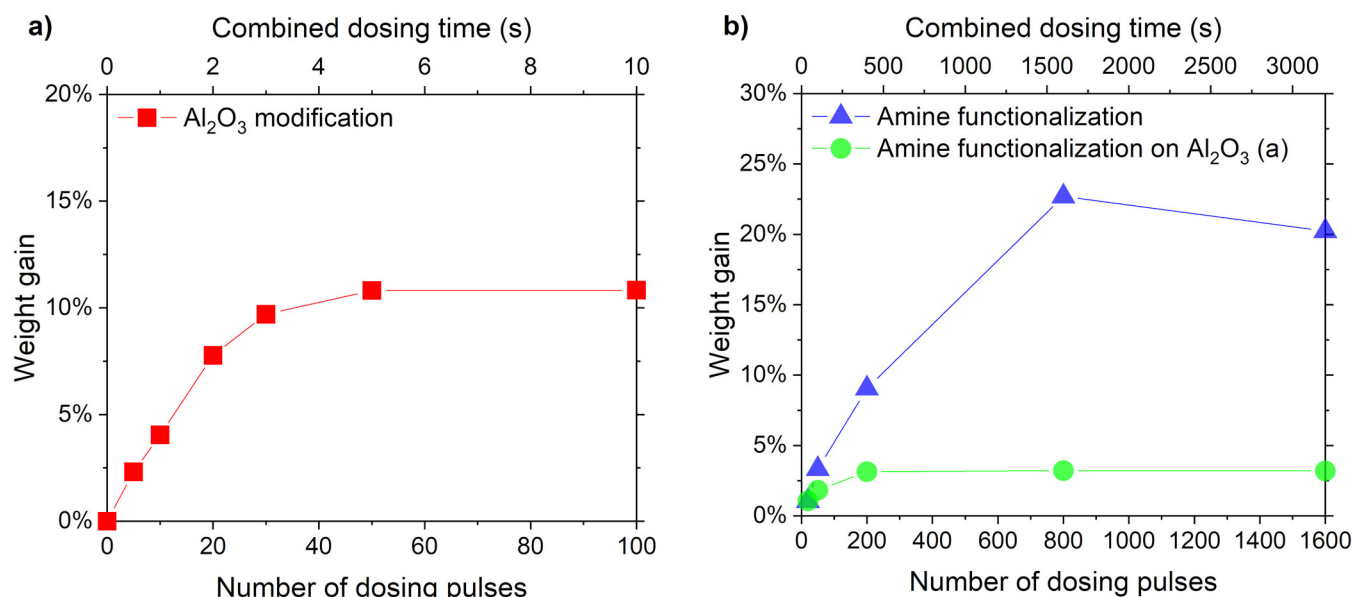 a)
Combined dosing time (s)
0 2 4 6 8 10
20%
15%
10%
5%
0%
Weight gain
Al₂O₃ modification
0 20 40 60 80 100
Number of dosing pulses
b)
Combined dosing time (s)
0 500 1000 1500 2000 2500 3000
30%
25%
20%
15%
10%
5%
0%
Weight gain
Amine functionalization
Amine functionalization on Al₂O₃ (a)
0 200 400 600 800 1000 1200 1400 1600
Number of dosing pulses